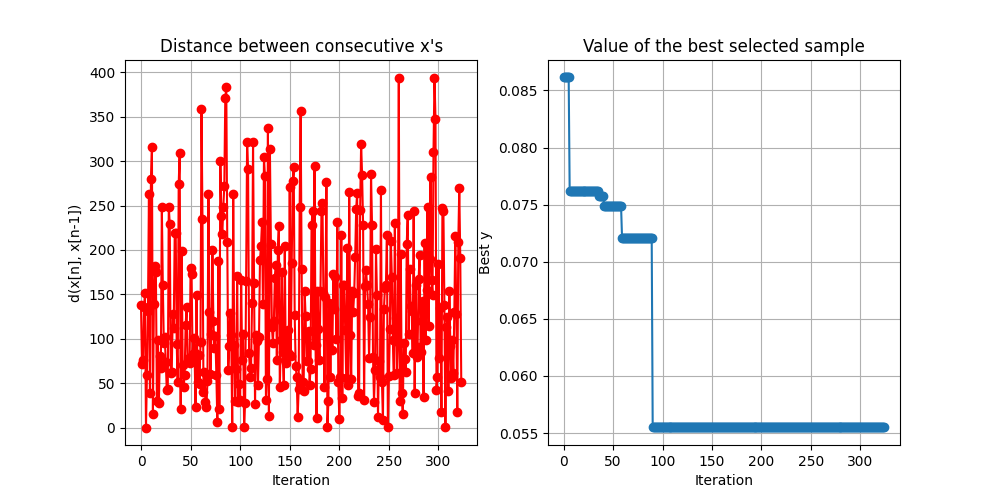 Distance between consecutive x's
d(x[n], x[n-1])
400
350
300
250
200
150
100
50
0
0 50 100 150 200 250 300
Iteration
Value of the best selected sample
Best y
0.085
0.080
0.075
0.070
0.065
0.060
0.055
0 50 100 150 200 250 300
Iteration